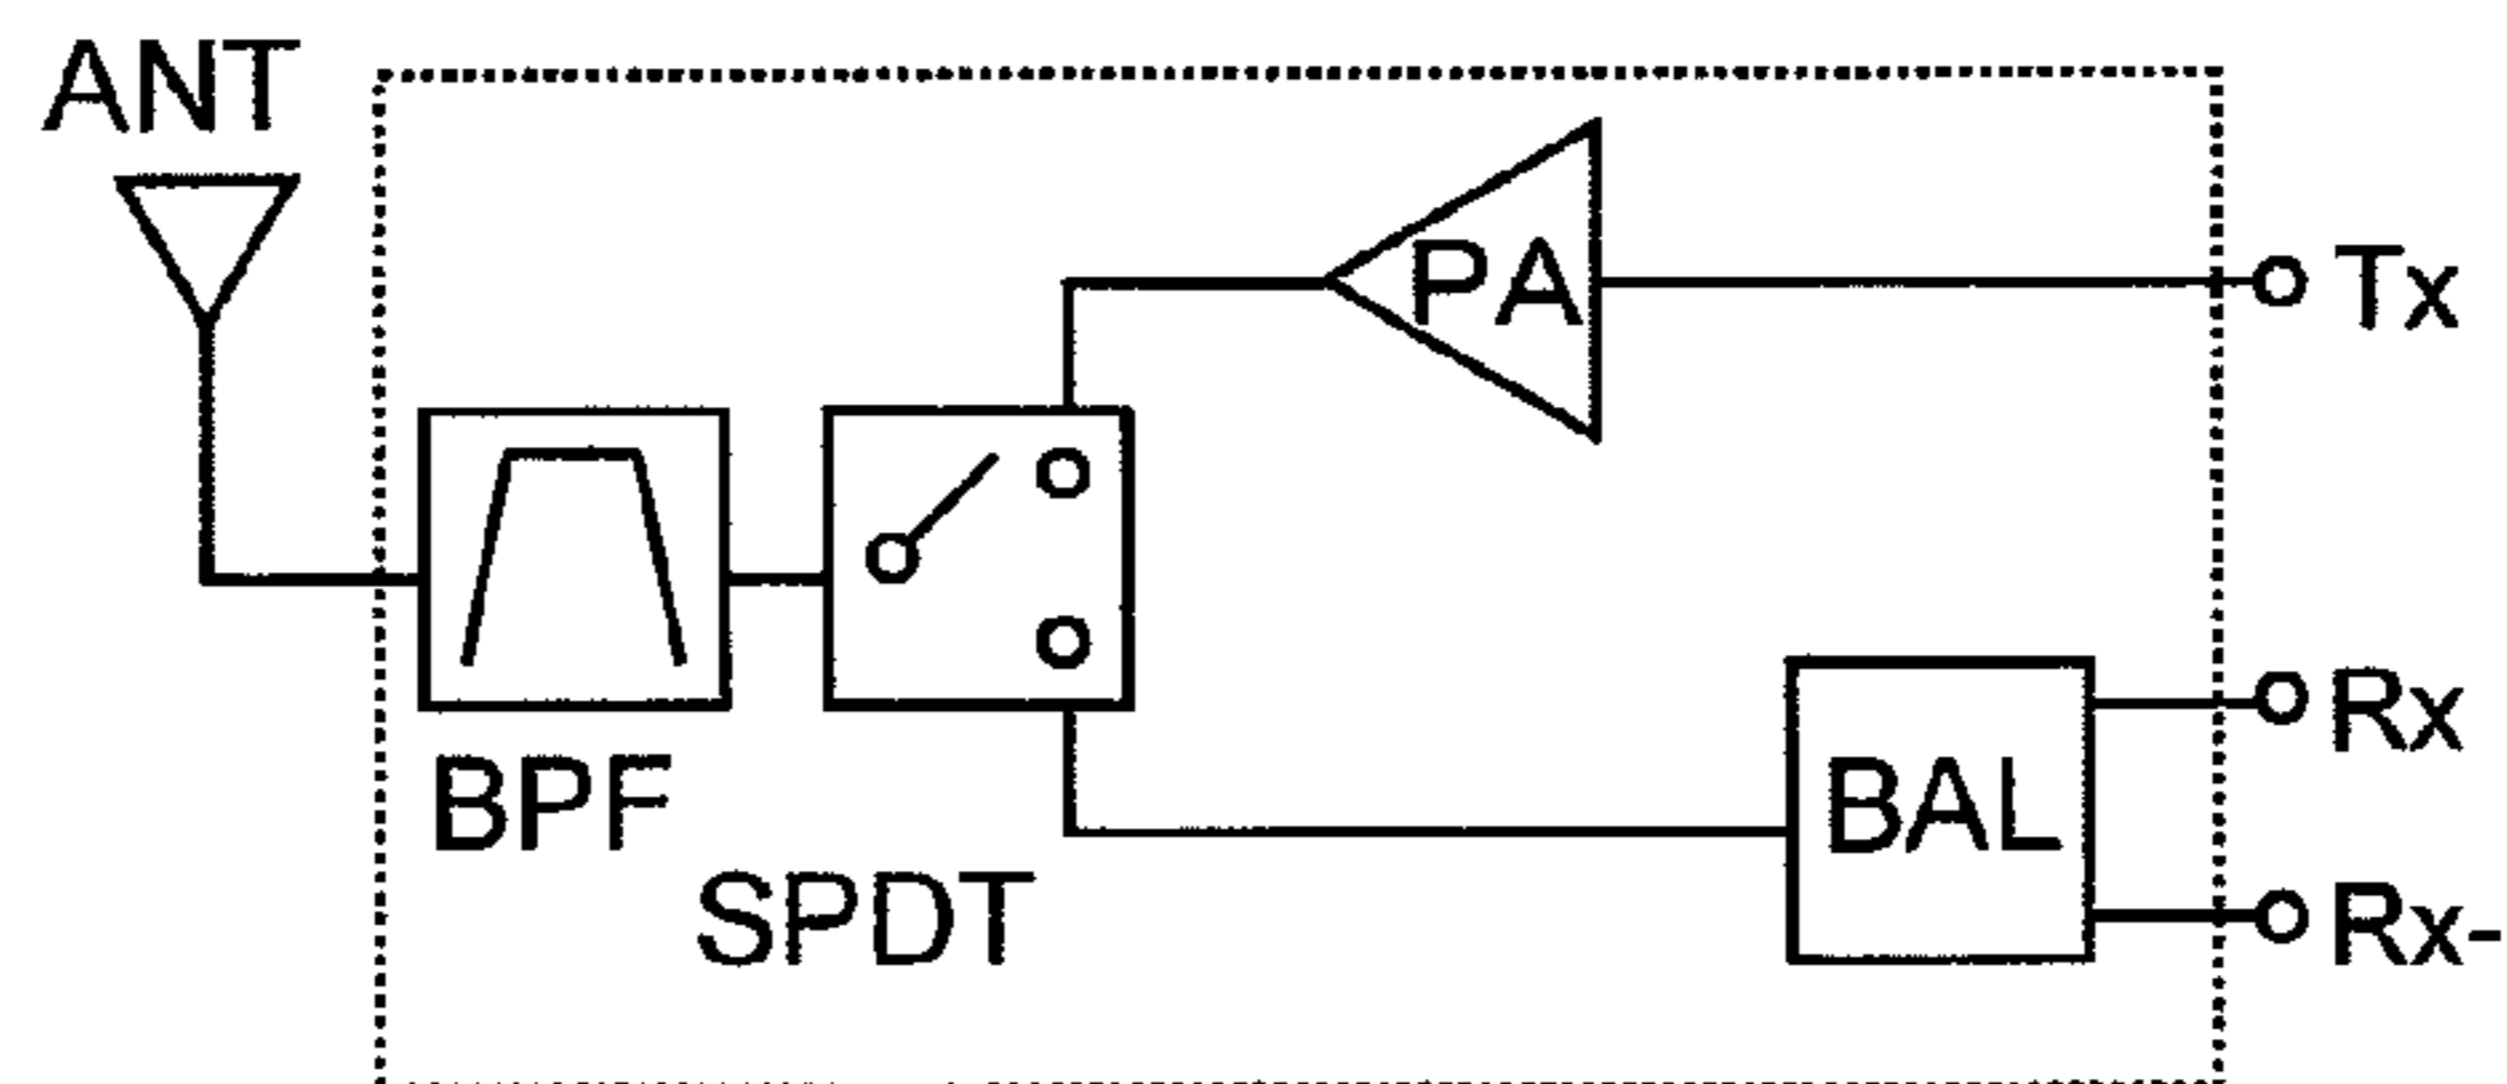 ANT
PA
Tx
Rx
BPF
BAL
SPDT
Rx-